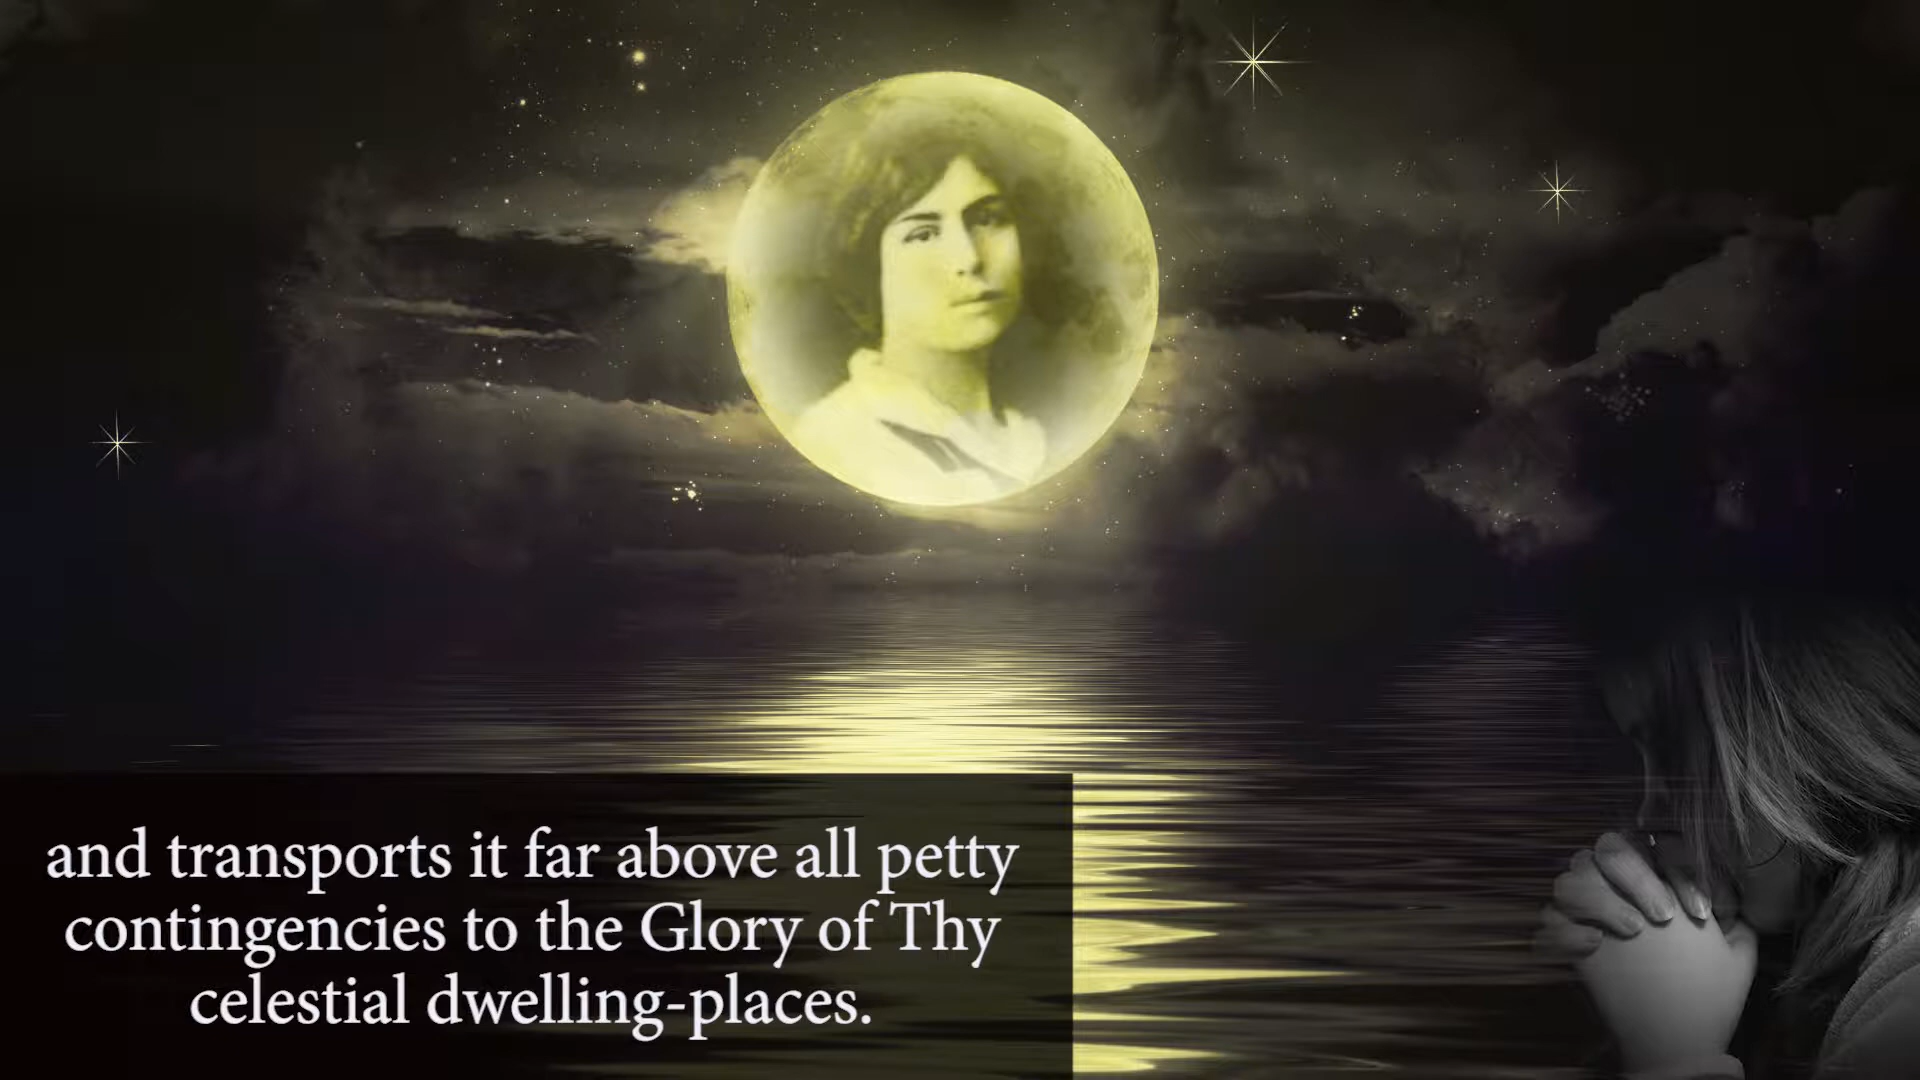 and transports it far above all petty
contingencies to the Glory of Thy
celestial dwelling-places.